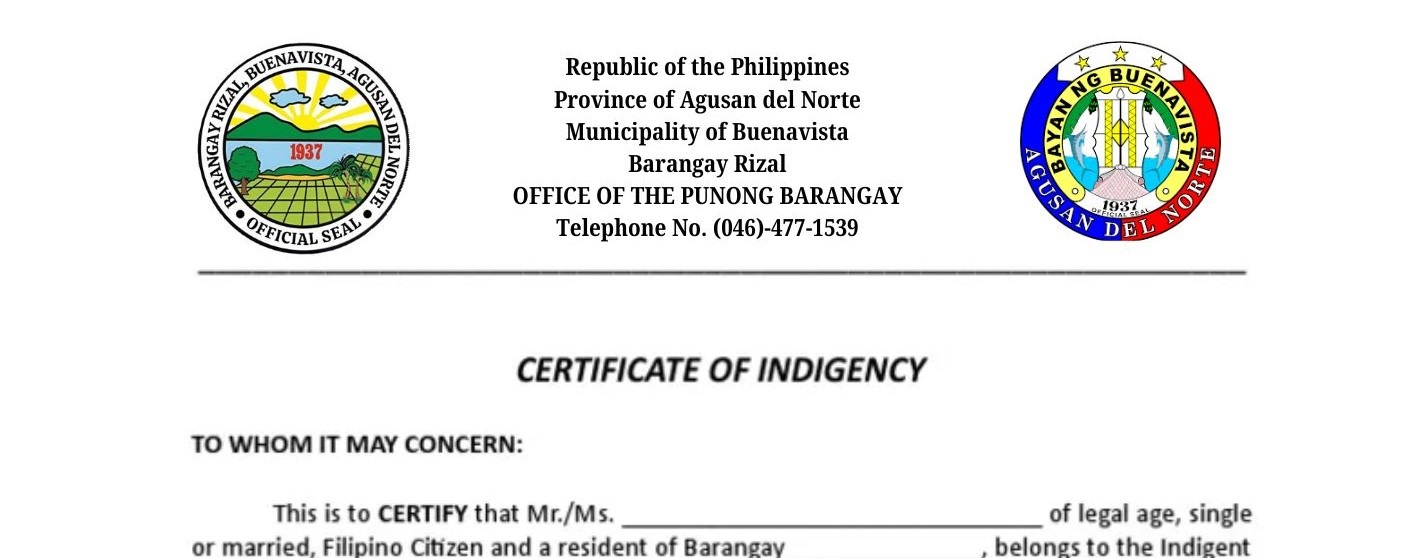 BARANGAY RIZAL, BUENAVISTA, AGUSAN DEL NORTE
1937
• OFFICIAL SEAL •
Republic of the Philippines
Province of Agusan del Norte
Municipality of Buenavista
Barangay Rizal
OFFICE OF THE PUNONG BARANGAY
Telephone No. (046)-477-1539
BAYAN NG BUENAVISTA
1937
OFFICIAL SEAL
AGUSAN DEL NORTE
CERTIFICATE OF INDIGENCY
TO WHOM IT MAY CONCERN:
This is to CERTIFY that Mr./Ms. ____________________ of legal age, single
or married, Filipino Citizen and a resident of Barangay__________, belongs to the Indigent